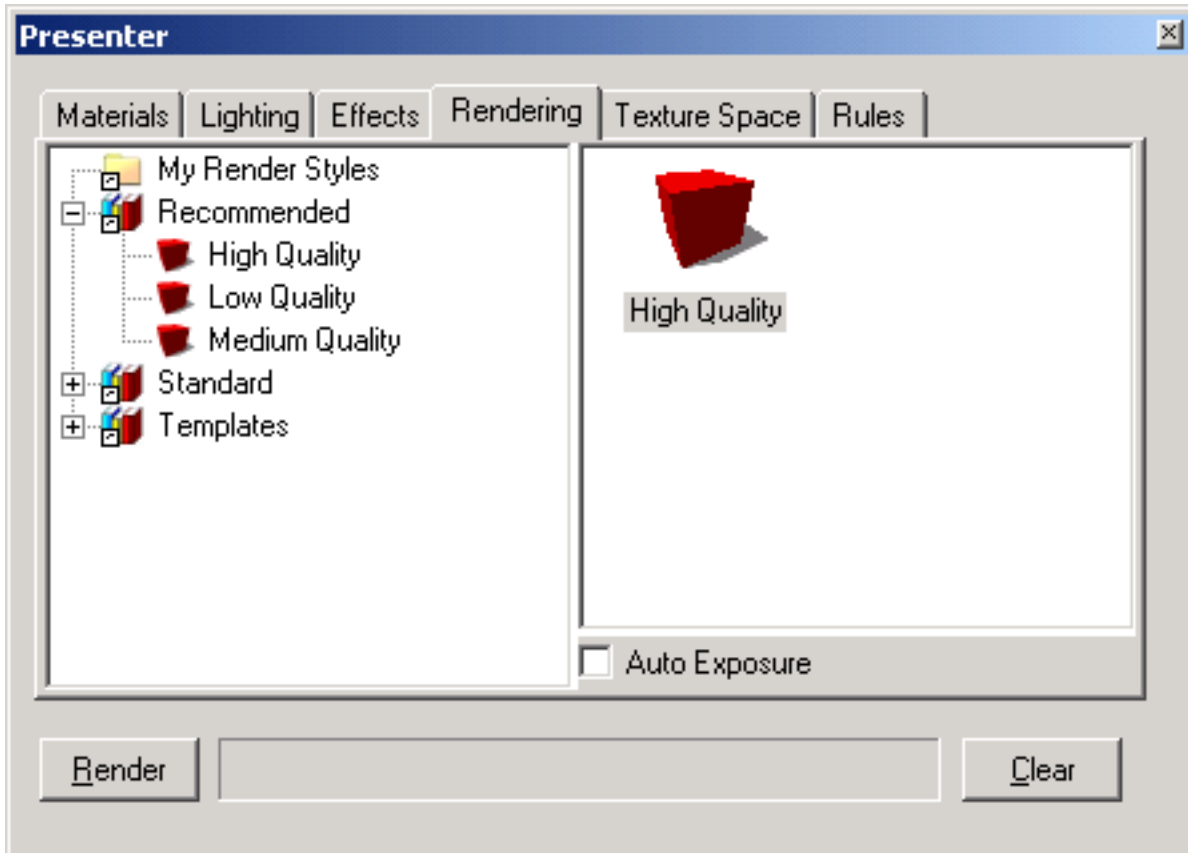 Presenter
Materials Lighting Effects Rendering Texture Space Rules
My Render Styles
Recommended
High Quality
Low Quality
Medium Quality
Standard
Templates
High Quality
Auto Exposure
Render Clear